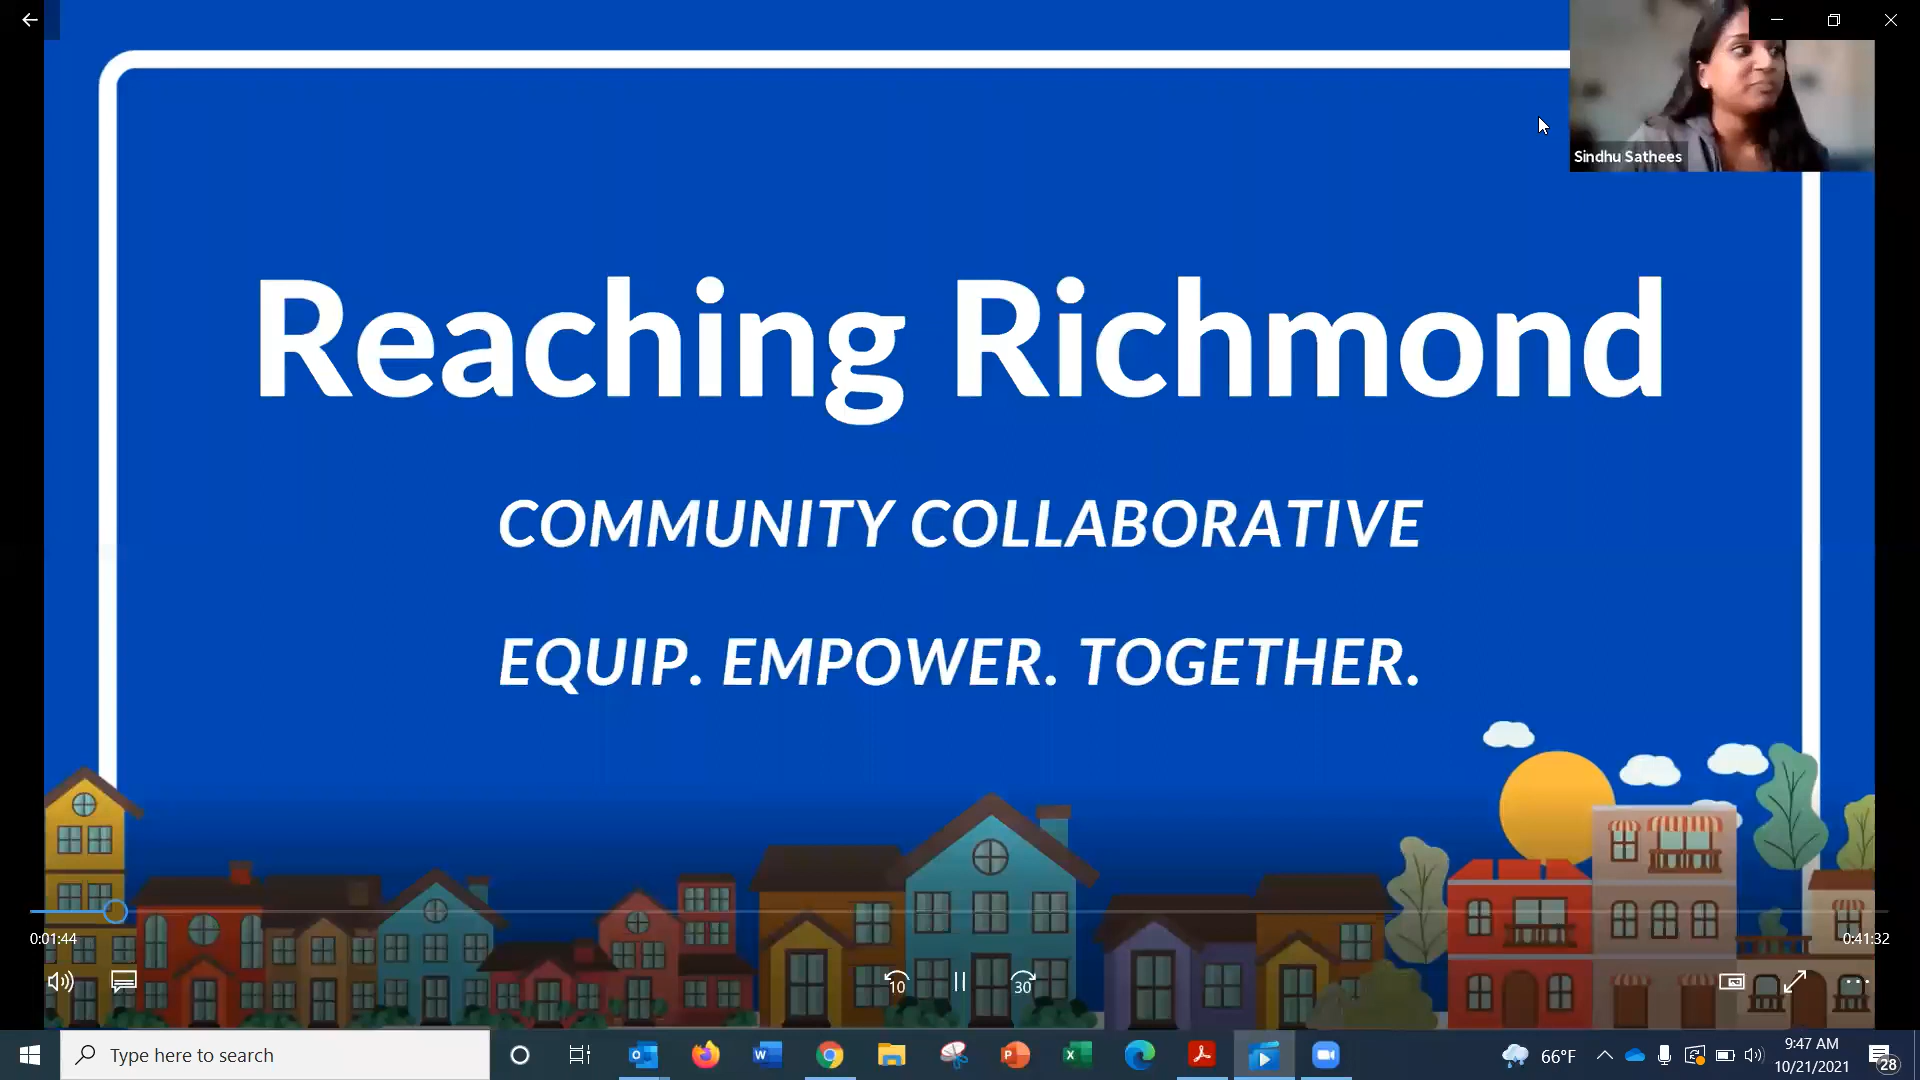 Sindhu Sathees
Reaching Richmond
COMMUNITY COLLABORATIVE
EQUIP. EMPOWER. TOGETHER.
0:01:44
0:41:32
10
30
Type here to search
66°F
9:47 AM
10/21/2021
28